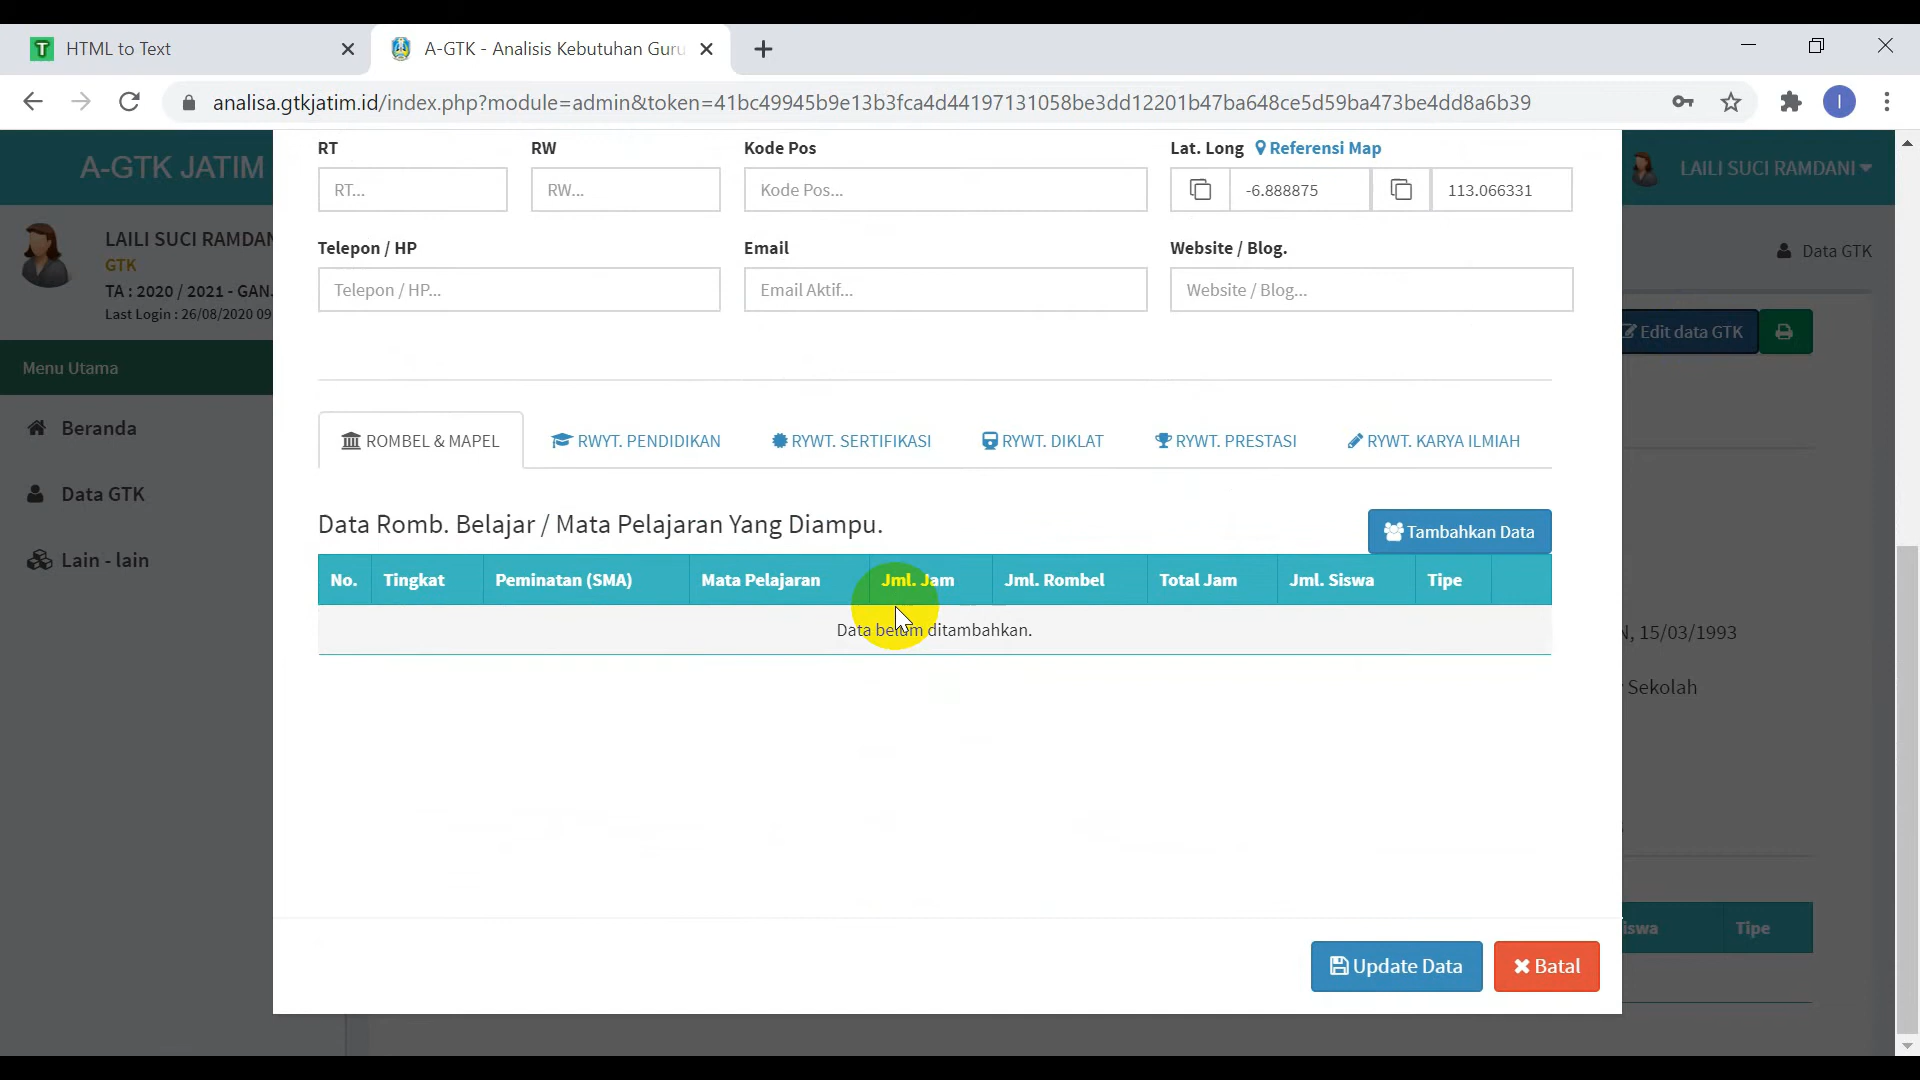 HTML to Text
A-GTK - Analisis Kebutuhan Guru
analisa.gtkjatim.id/index.php?module=admin&token=41bc49945b9e13b3fca4d44197131058be3dd12201b47ba648ce5d59ba473be4dd8a6b39
I
A-GTK JATIM
LAILI SUCI RAMDANI
LAILI SUCI RAMDAN
GTK
TA : 2020 / 2021 - GANJ
Last Login : 26/08/2020 09
Menu Utama
Beranda
Data GTK
Lain - lain
RT
RW
Kode Pos
Lat. Long
Referensi Map
RT...
RW...
Kode Pos...
-6.888875
113.066331
Telepon / HP
Email
Website / Blog.
Telepon / HP...
Email Aktif...
Website / Blog...
ROMBEL & MAPEL
RWYT. PENDIDIKAN
RYWT. SERTIFIKASI
RYWT. DIKLAT
RYWT. PRESTASI
RYWT. KARYA ILMIAH
Data Romb. Belajar / Mata Pelajaran Yang Diampu.
Tambahkan Data
No.
Tingkat
Peminatan (SMA)
Mata Pelajaran
Jml. Jam
Jml. Rombel
Total Jam
Jml. Siswa
Tipe
Data belum ditambahkan.
Update Data
Batal
Data GTK
Edit data GTK
, 15/03/1993
Sekolah
iswa
Tipe